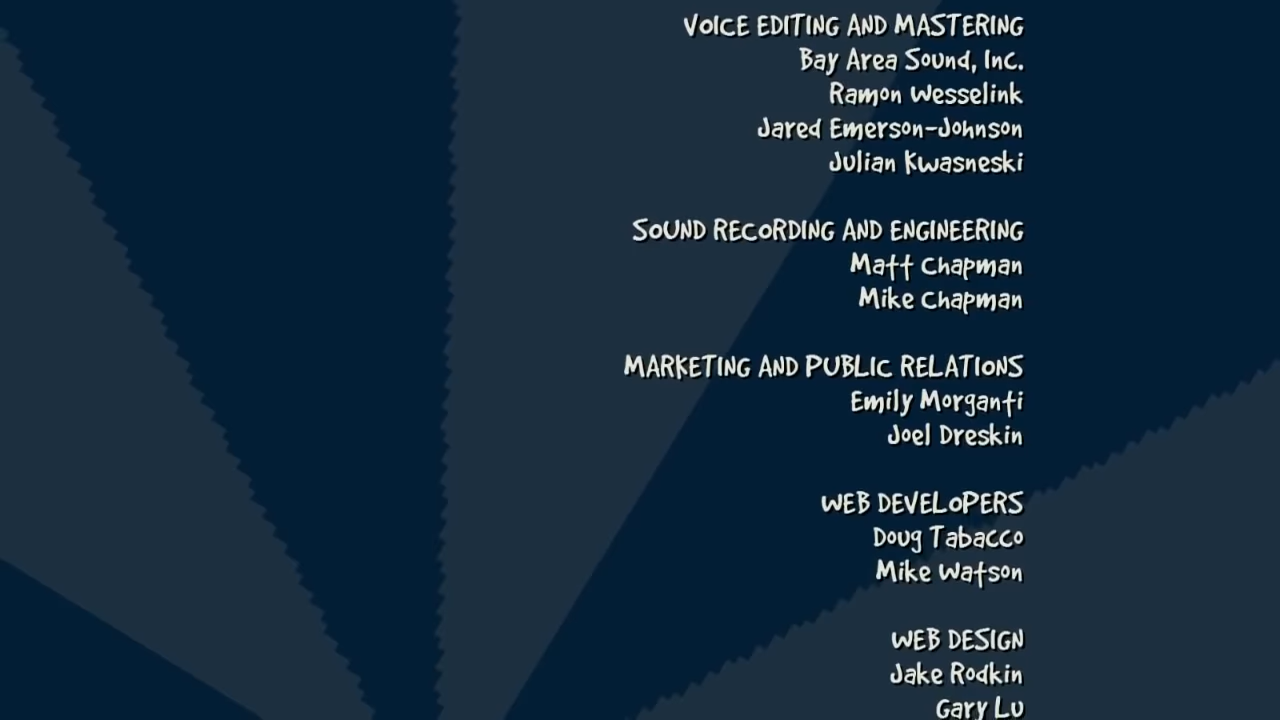 VOICE EDITING AND MASTERING
Bay Area Sound, Inc.
Ramon Wesselink
Jared Emerson-Johnson
Julian Kwasneski
SOUND RECORDING AND ENGINEERING
Matt Chapman
Mike Chapman
MARKETING AND PUBLIC RELATIONS
Emily Morganti
Joel Dreskin
WEB DEVELOPERS
Doug Tabacco
Mike Watson
WEB DESIGN
Jake Rodkin
Gary Lu